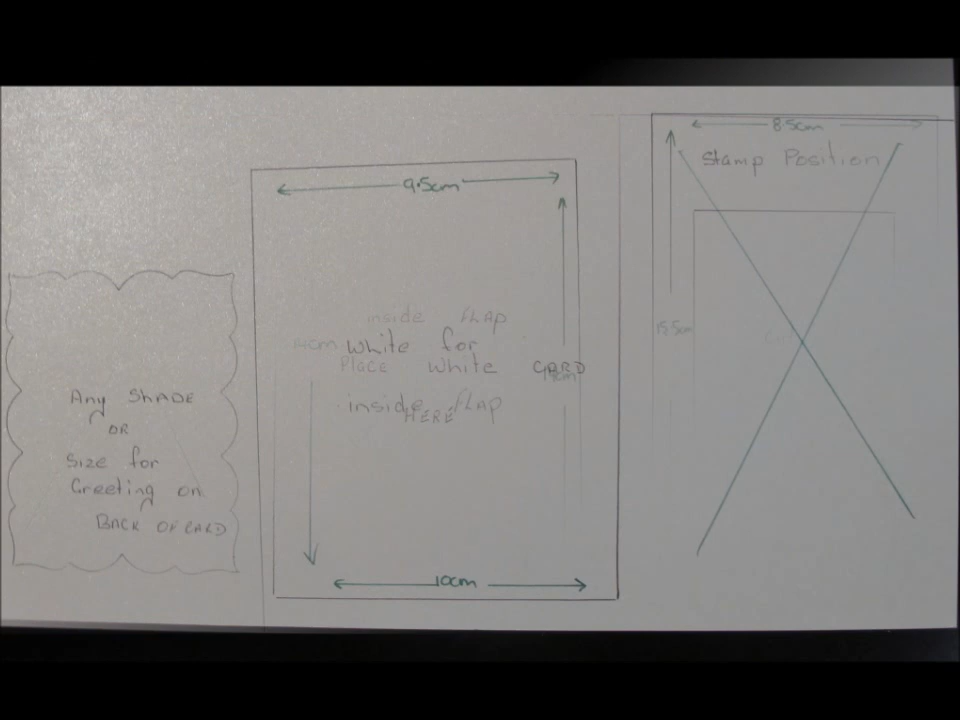 Any SHADE
OR
Size for
Greeting on
BACK OF CARD
9.5cm
inside FLAP
White for
Place White CARD
inside flap
HERE
10cm
8.5cm
Stamp Position
15.5cm